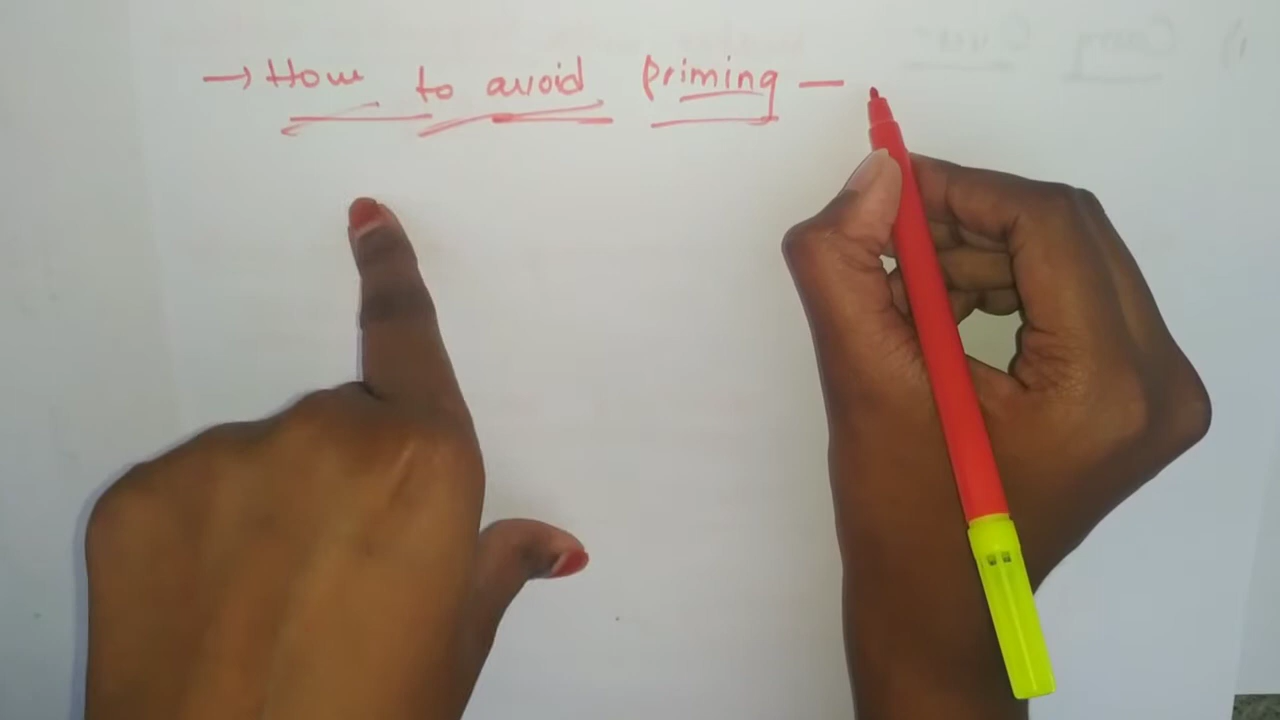 → How to avoid priming —